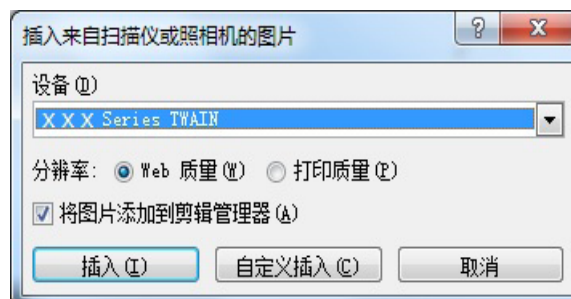 插入来自扫描仪或照相机的图片
设备(D)
X X X Series TWAIN
分辨率： Web 质量(W) 打印质量(P)
将图片添加到剪辑管理器(A)
插入(I) 自定义插入(C) 取消